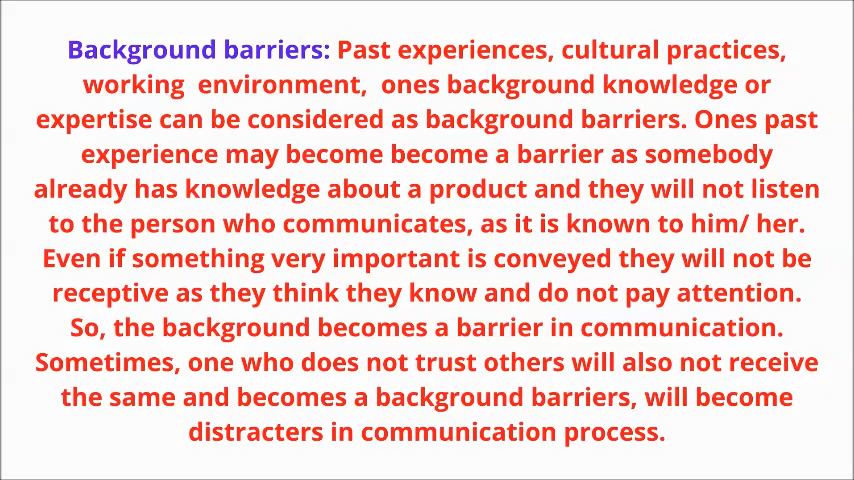 Background barriers: Past experiences, cultural practices,
working  environment,  ones background knowledge or
expertise can be considered as background barriers. Ones past
experience may become become a barrier as somebody
already has knowledge about a product and they will not listen
to the person who communicates, as it is known to him/ her.
Even if something very important is conveyed they will not be
receptive as they think they know and do not pay attention.
So, the background becomes a barrier in communication.
Sometimes, one who does not trust others will also not receive
the same and becomes a background barriers, will become
distracters in communication process.